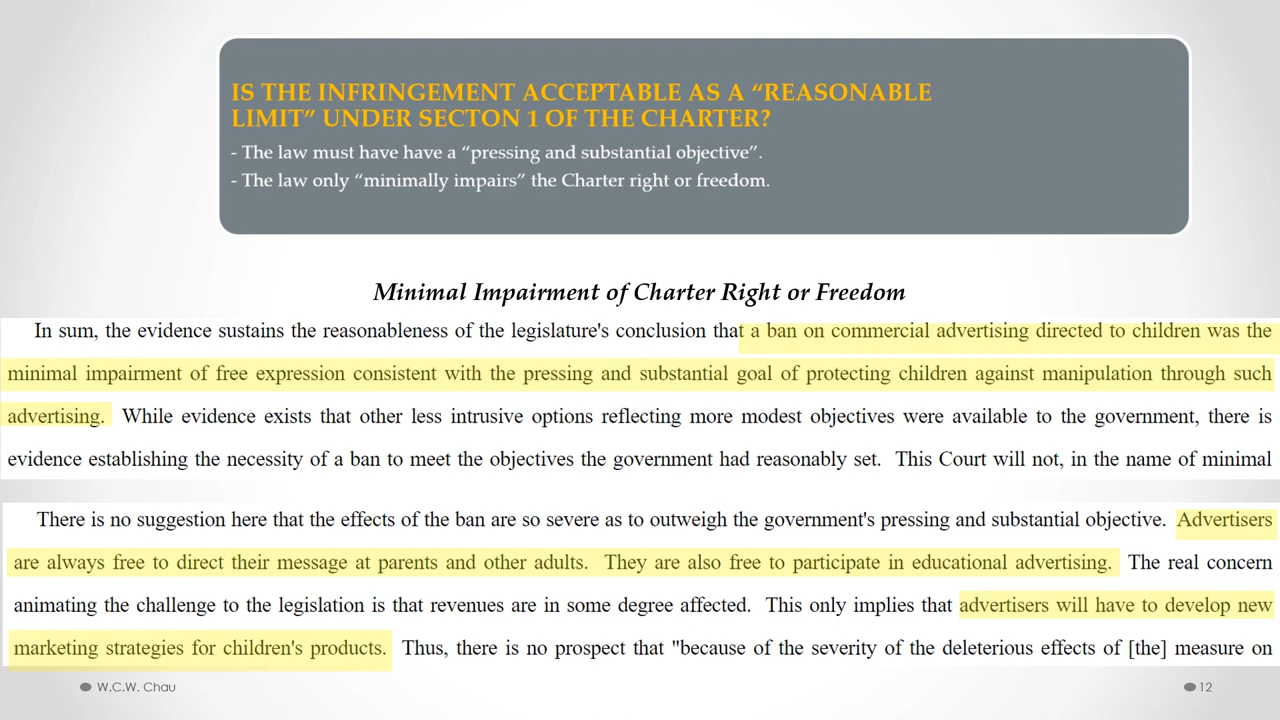 IS THE INFRINGEMENT ACCEPTABLE AS A “REASONABLE
LIMIT” UNDER SECTON 1 OF THE CHARTER?
- The law must have have a “pressing and substantial objective”.
- The law only “minimally impairs” the Charter right or freedom.
Minimal Impairment of Charter Right or Freedom
In sum, the evidence sustains the reasonableness of the legislature's conclusion that a ban on commercial advertising directed to children was the
minimal impairment of free expression consistent with the pressing and substantial goal of protecting children against manipulation through such
advertising. While evidence exists that other less intrusive options reflecting more modest objectives were available to the government, there is
evidence establishing the necessity of a ban to meet the objectives the government had reasonably set. This Court will not, in the name of minimal
There is no suggestion here that the effects of the ban are so severe as to outweigh the government's pressing and substantial objective. Advertisers
are always free to direct their message at parents and other adults. They are also free to participate in educational advertising. The real concern
animating the challenge to the legislation is that revenues are in some degree affected. This only implies that advertisers will have to develop new
marketing strategies for children's products. Thus, there is no prospect that "because of the severity of the deleterious effects of [the] measure on
W.C.W. Chau
12